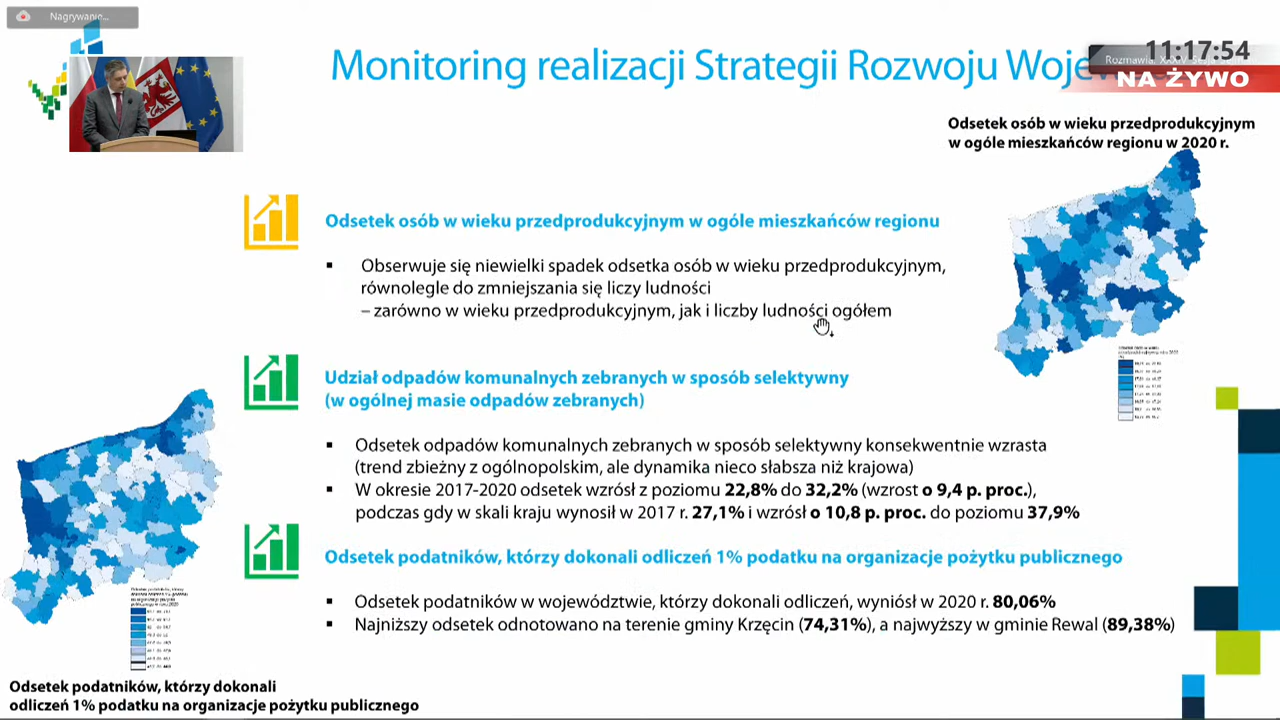 Nagrywanie...
Monitoring realizacji Strategii Rozwoju
11:17:54
Rozmawia:
NA ŻYWO
Odsetek osób w wieku przedprodukcyjnym
w ogóle mieszkańców regionu w 2020 r.
Odsetek osób w wieku przedprodukcyjnym w ogóle mieszkańców regionu
▪ Obserwuje się niewielki spadek odsetka osób w wieku przedprodukcyjnym,
równolegle do zmniejszania się liczy ludności
– zarówno w wieku przedprodukcyjnym, jak i liczby ludności ogółem
Udział odpadów komunalnych zebranych w sposób selektywny
(w ogólnej masie odpadów zebranych)
▪ Odsetek odpadów komunalnych zebranych w sposób selektywny konsekwentnie wzrasta
(trend zbieżny z ogólnopolskim, ale dynamika nieco słabsza niż krajowa)
▪ W okresie 2017-2020 odsetek wzrósł z poziomu 22,8% do 32,2% (wzrost o 9,4 p. proc.),
podczas gdy w skali kraju wynosił w 2017 r. 27,1% i wzrósł o 10,8 p. proc. do poziomu 37,9%
Odsetek podatników, którzy dokonali odliczeń 1% podatku na organizacje pożytku publicznego
▪ Odsetek podatników w województwie, którzy dokonali odliczeń, wyniósł w 2020 r. 80,06%
▪ Najniższy odsetek odnotowano na terenie gminy Krzęcin (74,31%), a najwyższy w gminie Rewal (89,38%)
Odsetek podatników, którzy dokonali
odliczeń 1% podatku na organizacje pożytku publicznego